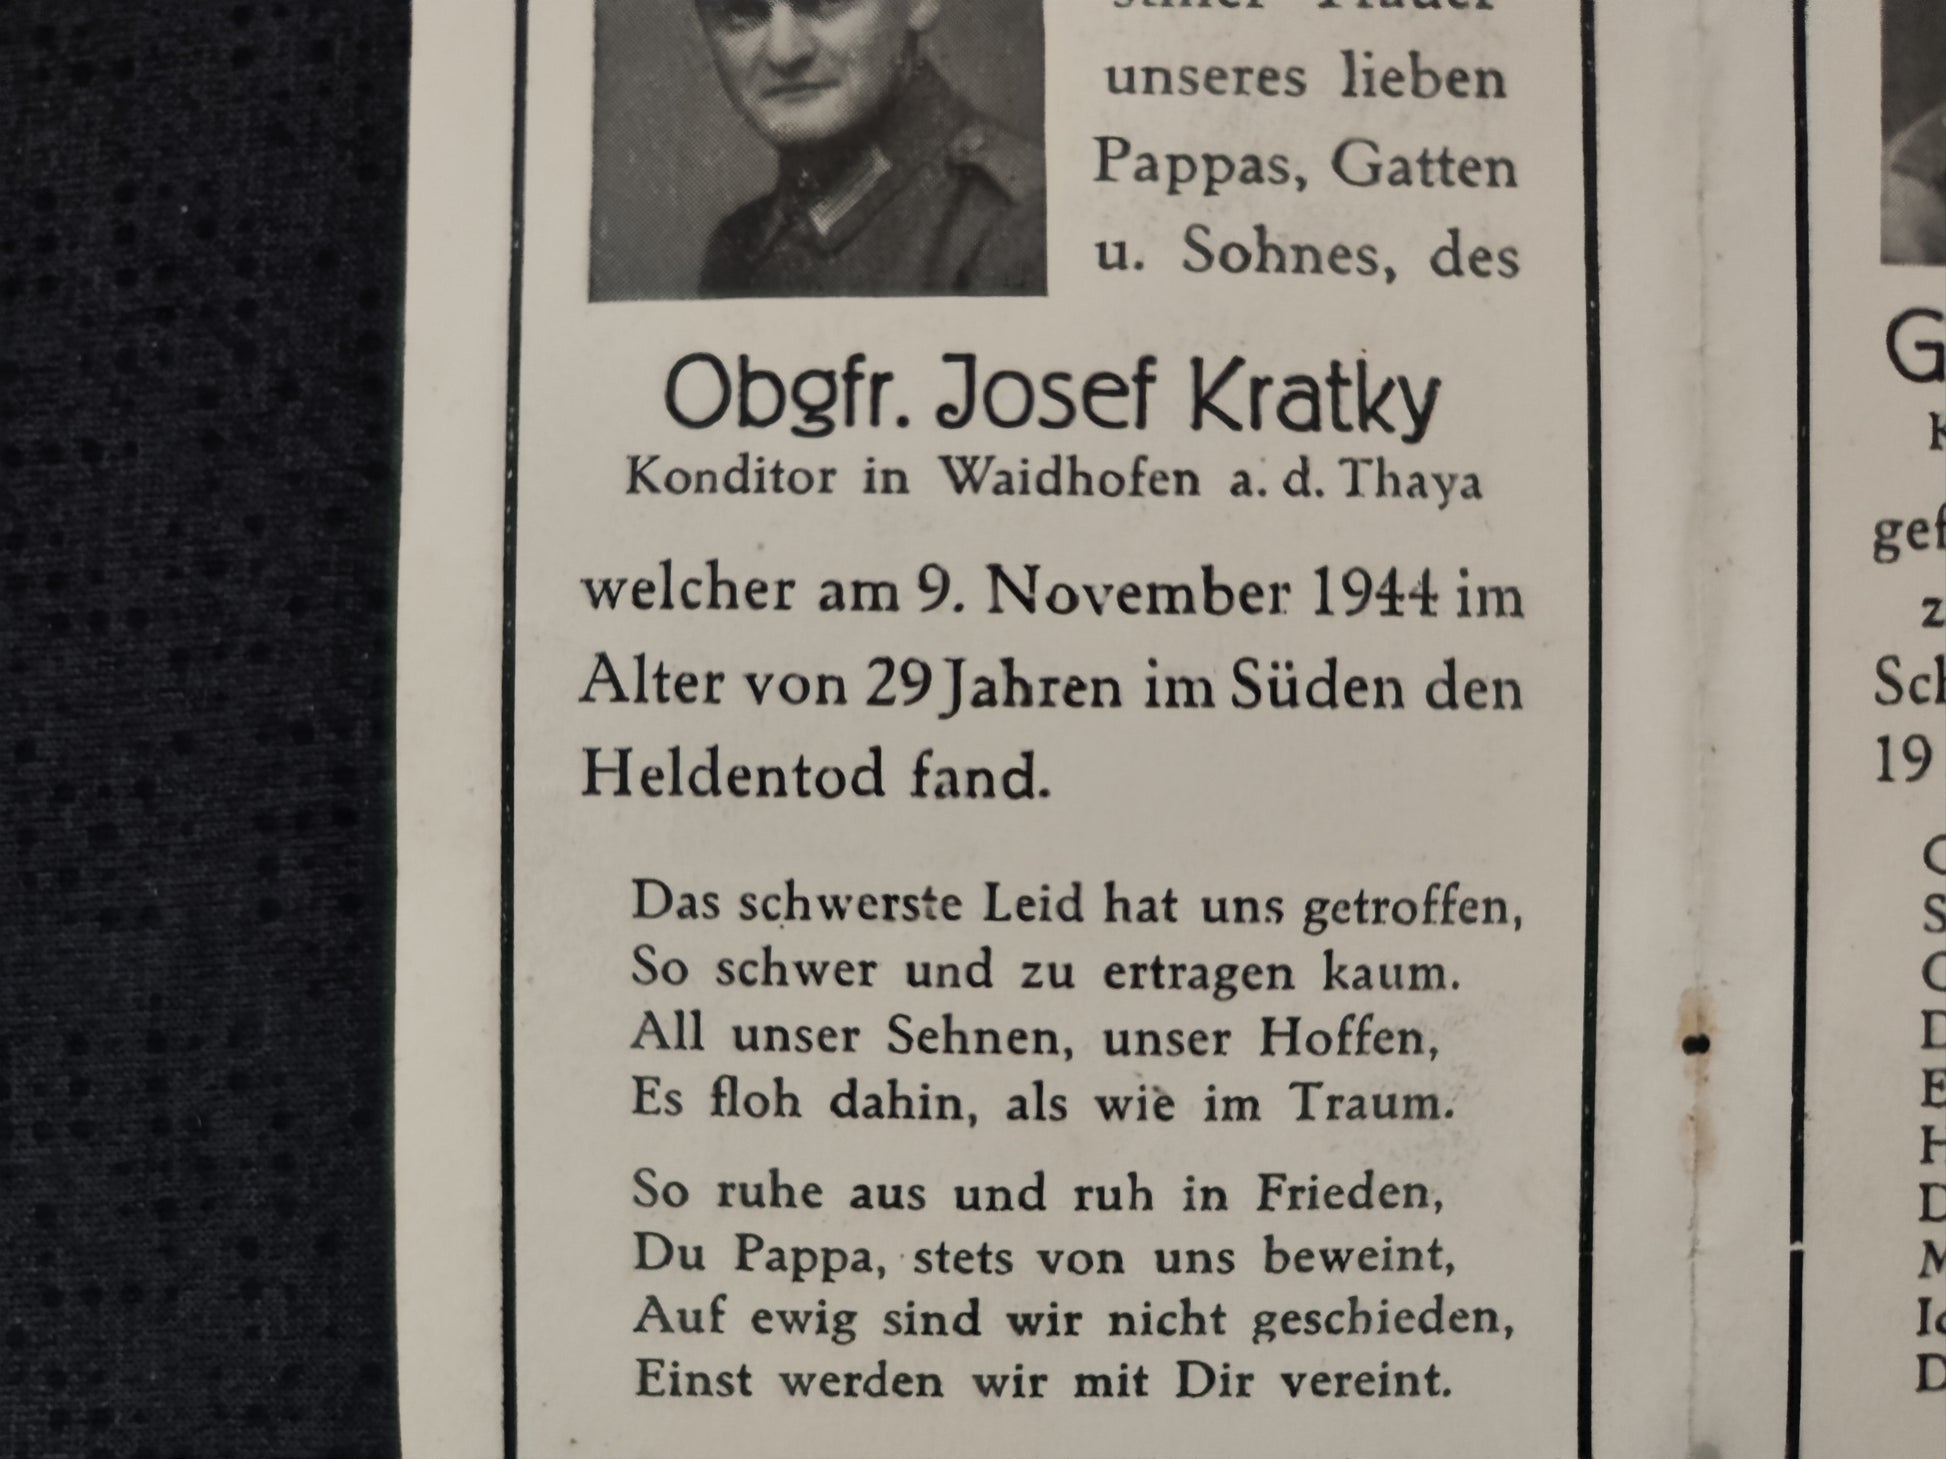 unseres lieben
Pappas, Gatten
u. Sohnes, des
Obgfr. Josef Kratky
Konditor in Waidhofen a. d. Thaya
welcher am 9. November 1944 im
Alter von 29 Jahren im Süden den
Heldentod fand.
Das schwerste Leid hat uns getroffen,
So schwer und zu ertragen kaum.
All unser Sehnen, unser Hoffen,
Es floh dahin, als wie im Traum.
So ruhe aus und ruh in Frieden,
Du Pappa, stets von uns beweint,
Auf ewig sind wir nicht geschieden,
Einst werden wir mit Dir vereint.
19